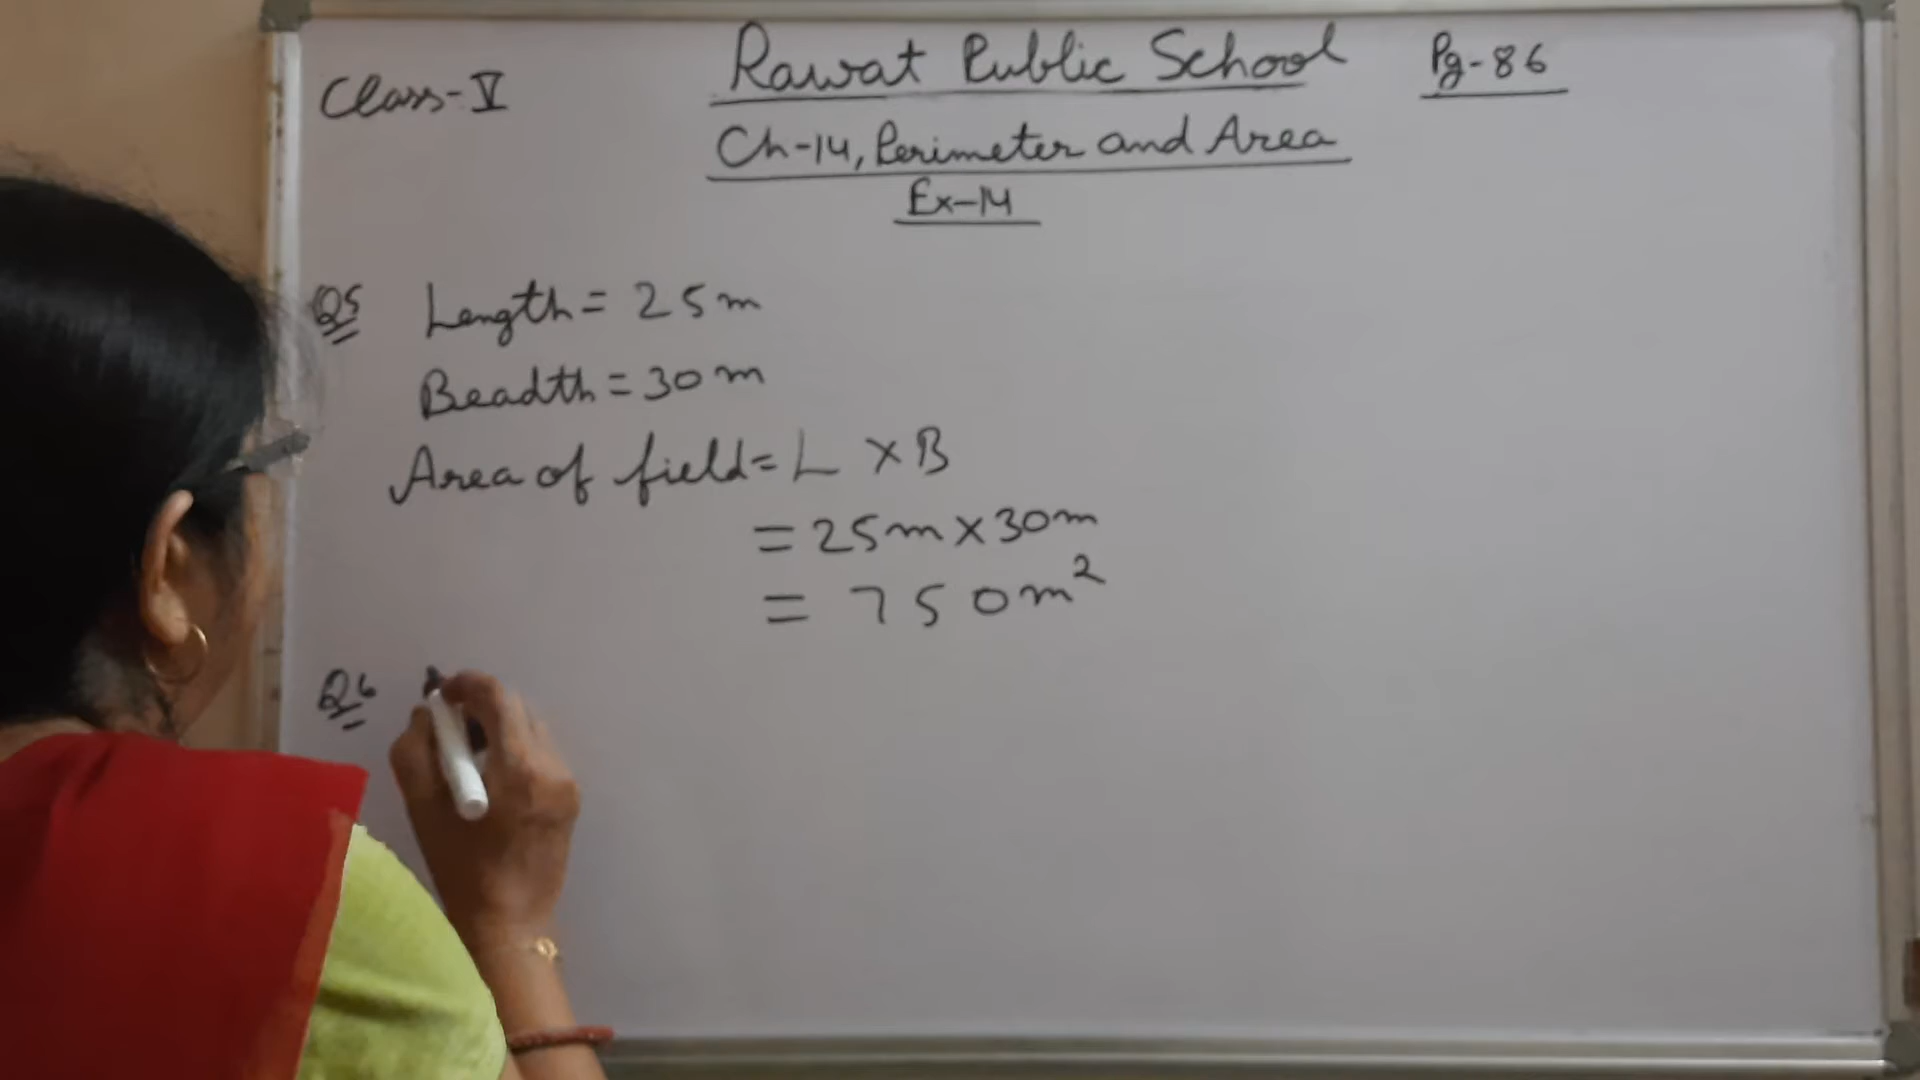 Rawat Public School
Pg-86
Class-V
Ch-14, Perimeter and Area
Ex-14
Q5 Length = 25m
Beadth = 30m
Area of field = L × B
= 25m × 30m
= 750m²
Q6